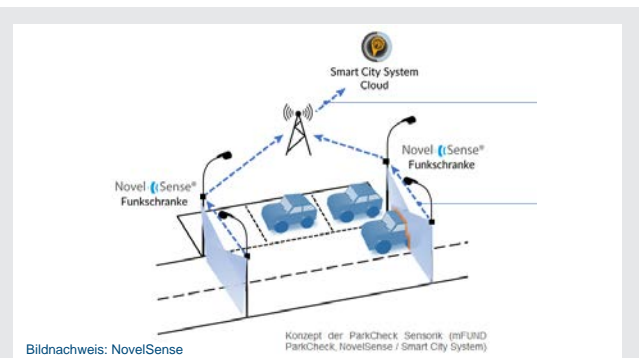 Smart City System
Cloud
Novel Sense®
Funkschranke
Novel Sense®
Funkschranke
Konzept der ParkCheck Sensorik (mFUND
ParkCheck, NovelSense / Smart City System)
Bildnachweis: NovelSense